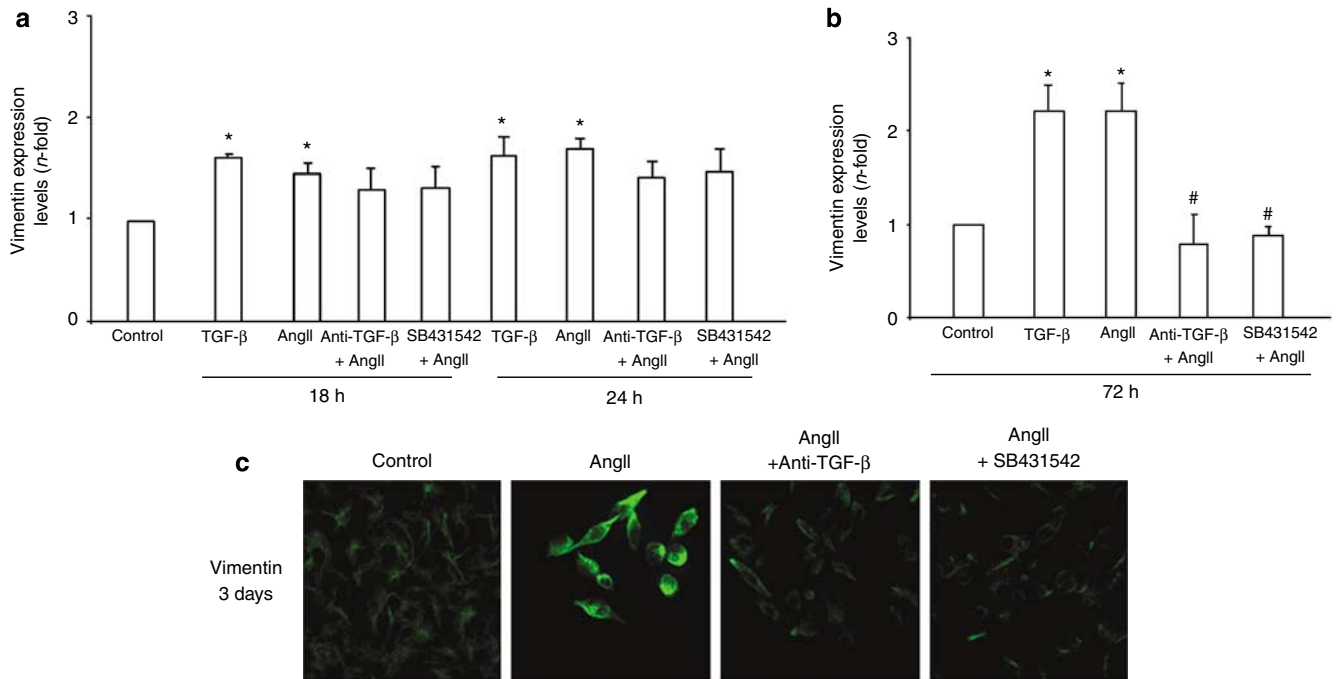 a
3
2
1
0
Vimentin expression
levels (n-fold)
* * * *
Control TGF-β AngII Anti-TGF-β SB431542 TGF-β AngII Anti-TGF-β SB431542
+ AngII + AngII + AngII + AngII
18 h 24 h
b
3
2
1
0
Vimentin expression
levels (n-fold)
* *
# #
Control TGF-β AngII Anti-TGF-β SB431542
+ AngII + AngII
72 h
c
Control
AngII
AngII
+Anti-TGF-β
AngII
+ SB431542
Vimentin
3 days